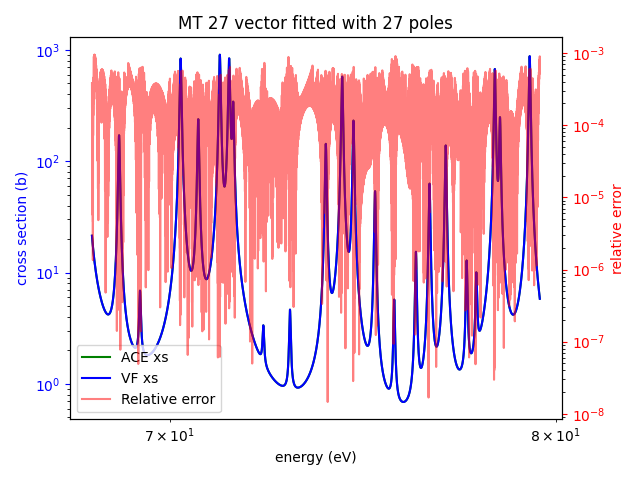 MT 27 vector fitted with 27 poles
cross section (b)
10³
10²
10¹
10⁰
10⁻³
10⁻⁴
10⁻⁵
10⁻⁶
10⁻⁷
10⁻⁸
relative error
ACE xs
VF xs
Relative error
7 × 10¹
8 × 10¹
energy (eV)